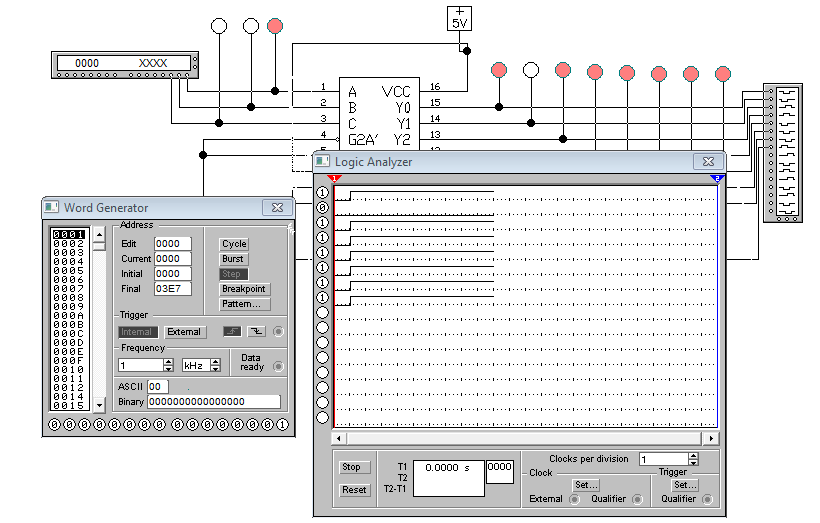 +
5V
0000 XXXX
1 A VCC 16
2 B Y0 15
3 C Y1 14
4 G2A' Y2 13
Logic Analyzer
1 2
1
0
1
1
1
1
1
1
Word Generator
0001
0002
0003
0004
0005
0006
0007
0008
0009
000A
000B
000C
000D
000E
000F
0010
0011
0012
0014
0015
Address
Edit 0000
Current 0000
Initial 0000
Final 03E7
Cycle
Burst
Step
Breakpoint
Pattern...
Trigger
Internal External
Frequency
1 kHz
Data
ready
ASCII 00
Binary 0000000000000000
0 0 0 0 0 0 0 0 0 0 0 0 0 0 0 1
Stop
Reset
T1 0.0000 s 0000
T2
T2-T1
Clocks per division 1
Clock
Set...
External Qualifier
Trigger
Set...
Qualifier